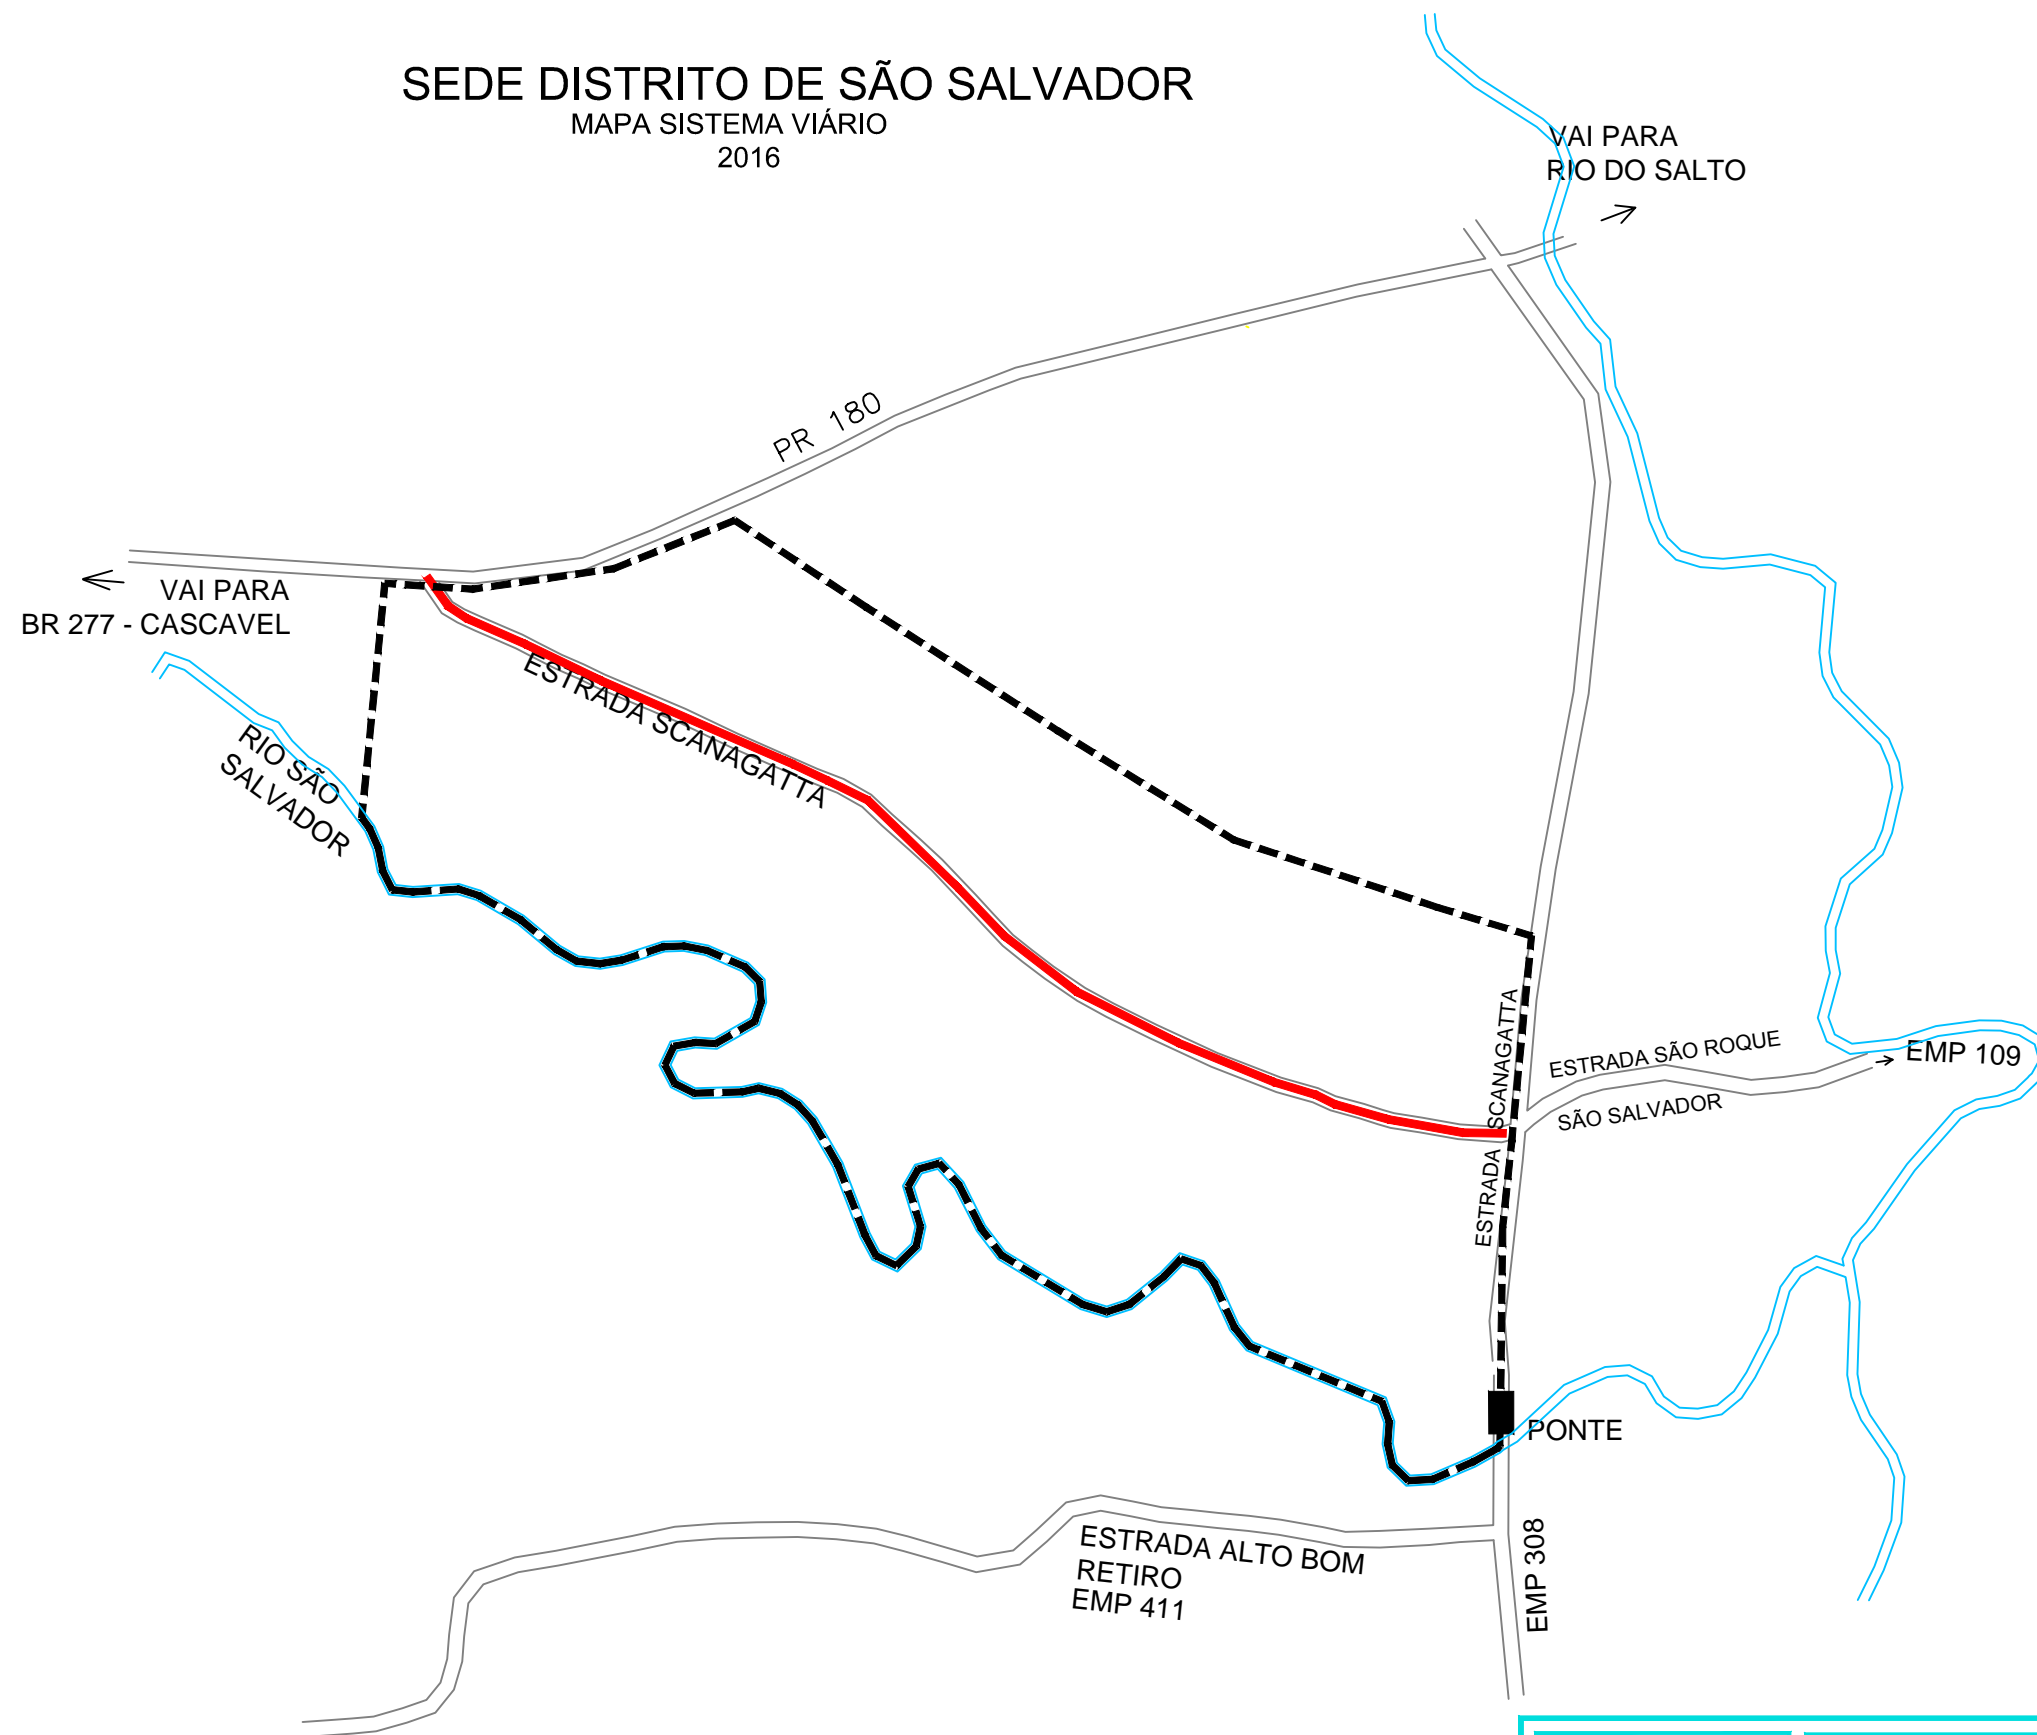 SEDE DISTRITO DE SÃO SALVADOR
MAPA SISTEMA VIÁRIO
2016
VAI PARA
RIO DO SALTO
PR 180
VAI PARA
BR 277 - CASCAVEL
ESTRADA SCANAGATTA
RIO SÃO
SALVADOR
ESTRADA SCANAGATTA
ESTRADA SÃO ROQUE
SÃO SALVADOR
EMP 109
PONTE
ESTRADA ALTO BOM
RETIRO
EMP 411
EMP 308